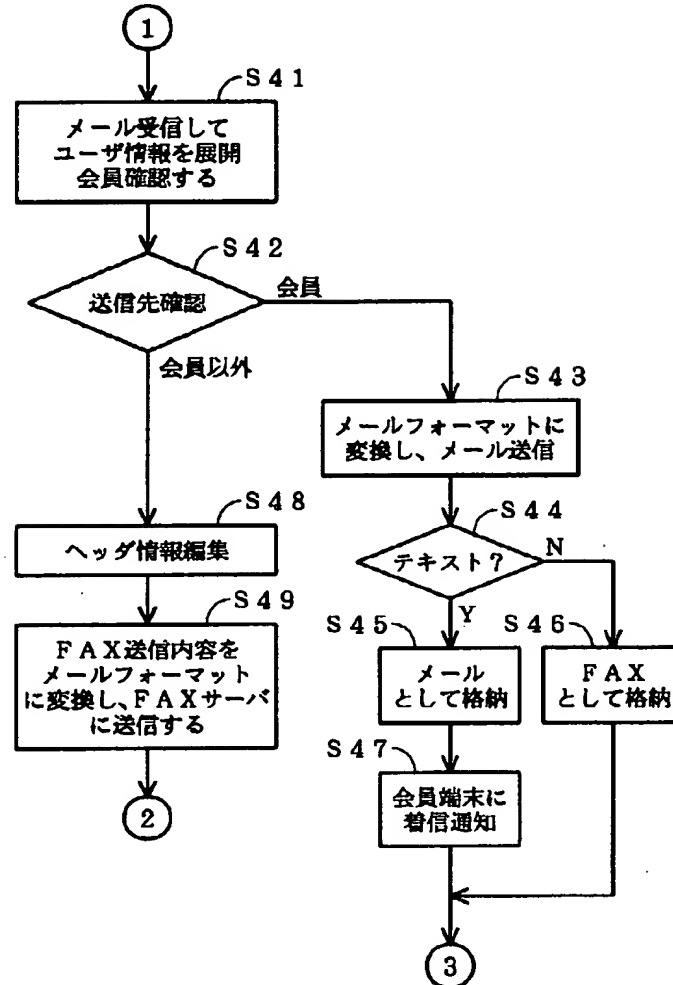 1
S41
メール受信して
ユーザ情報を展開
会員確認する
S42
送信先確認
会員
会員以外
S43
メールフォーマットに
変換し、メール送信
S44
テキスト？
N
Y
S45
メール
として格納
S46
FAX
として格納
S47
会員端末に
着信通知
3
S48
ヘッダ情報編集
S49
FAX送信内容を
メールフォーマット
に変換し、FAXサーバ
に送信する
2